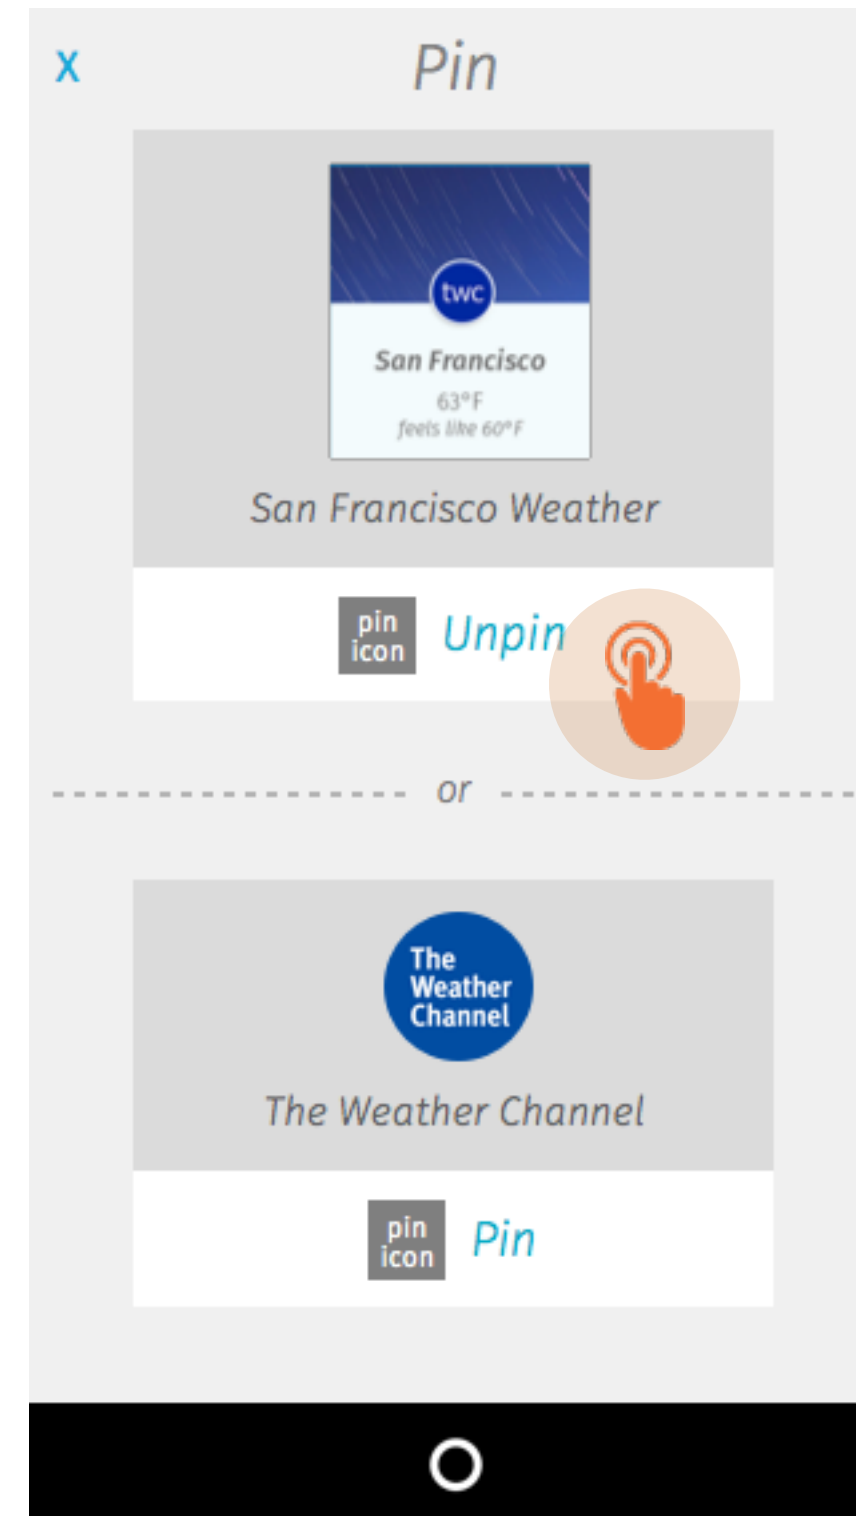 X
Pin
twc
San Francisco
63°F
feels like 60°F
San Francisco Weather
pin
icon
Unpin
or
The
Weather
Channel
The Weather Channel
pin
icon
Pin